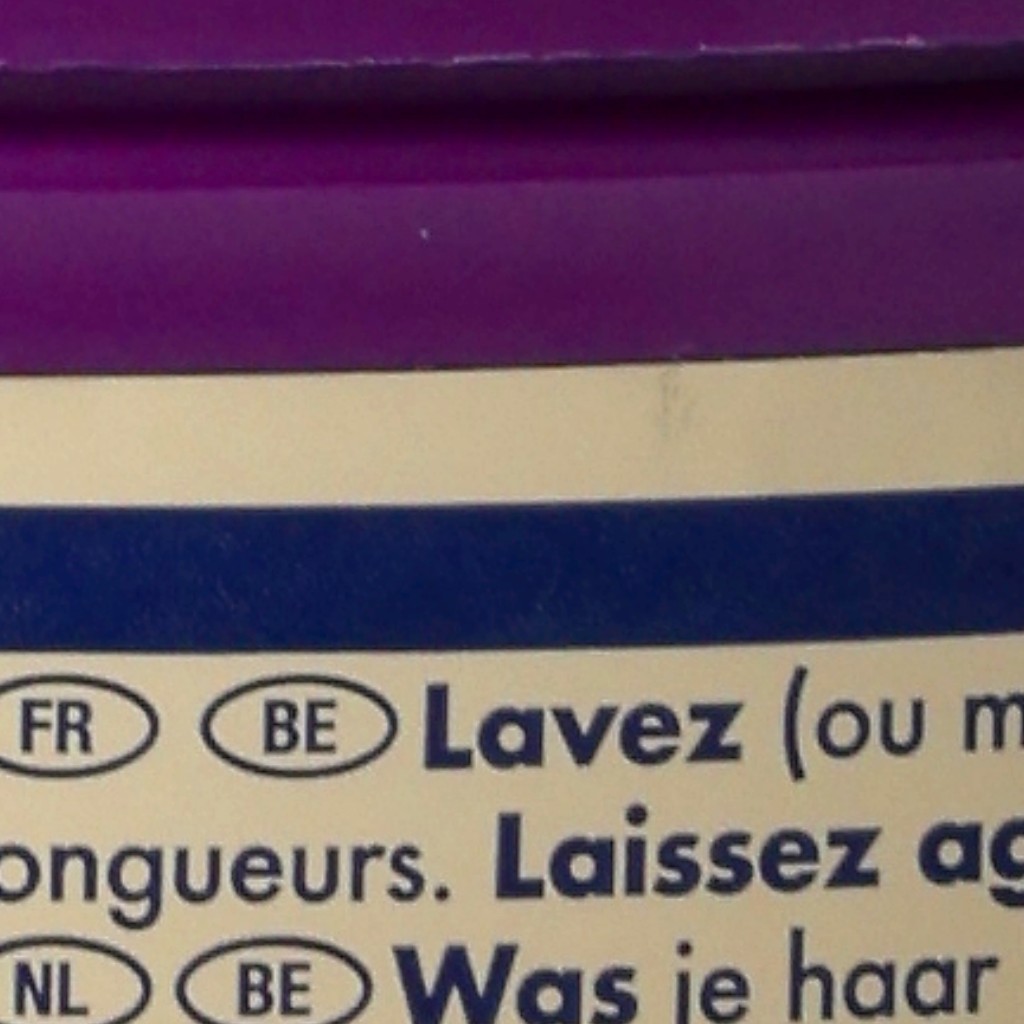 FR BE Lavez (ou
ongueurs. Laissez
NL BE Was je haar